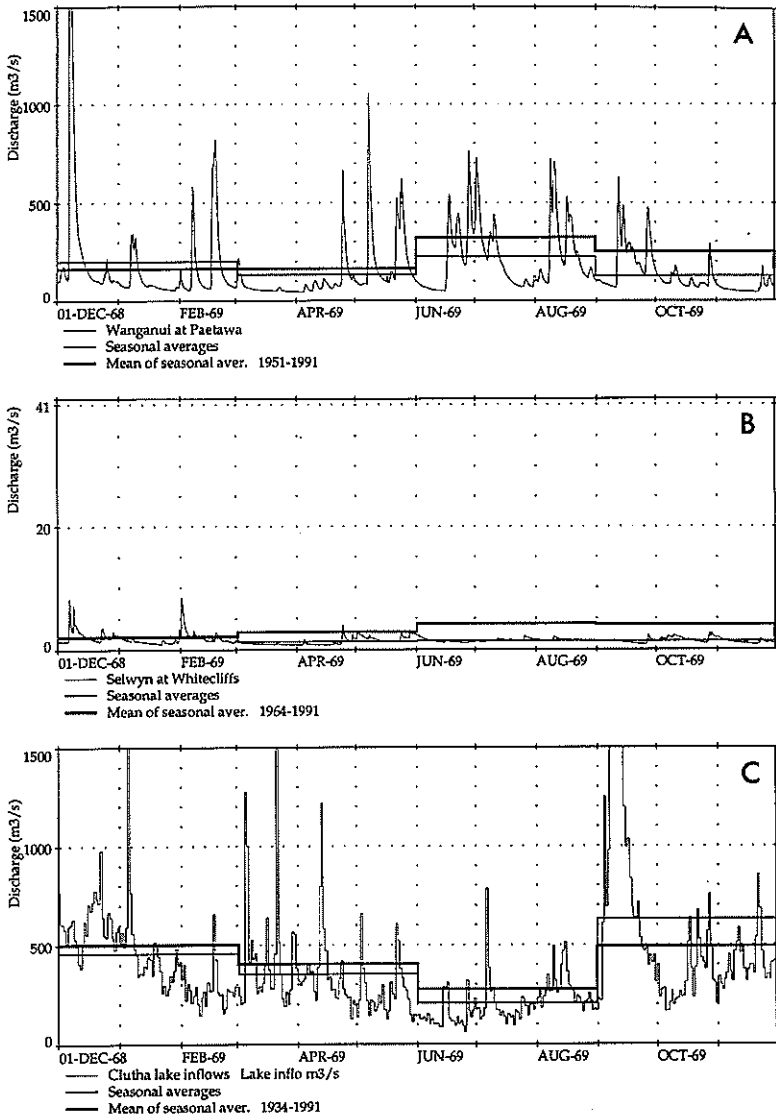 A
Discharge (m3/s)
1500
1000
500
0
01-DEC-68 FEB-69 APR-69 JUN-69 AUG-69 OCT-69
Wanganui at Paetawa
Seasonal averages
Mean of seasonal aver. 1951-1991
B
Discharge (m3/s)
41
20
0
01-DEC-68 FEB-69 APR-69 JUN-69 AUG-69 OCT-69
Selwyn at Whitecliffs
Seasonal averages
Mean of seasonal aver. 1964-1991
C
Discharge (m3/s)
1500
1000
500
0
01-DEC-68 FEB-69 APR-69 JUN-69 AUG-69 OCT-69
Clutha lake inflows Lake inflo m3/s
Seasonal averages
Mean of seasonal aver. 1934-1991